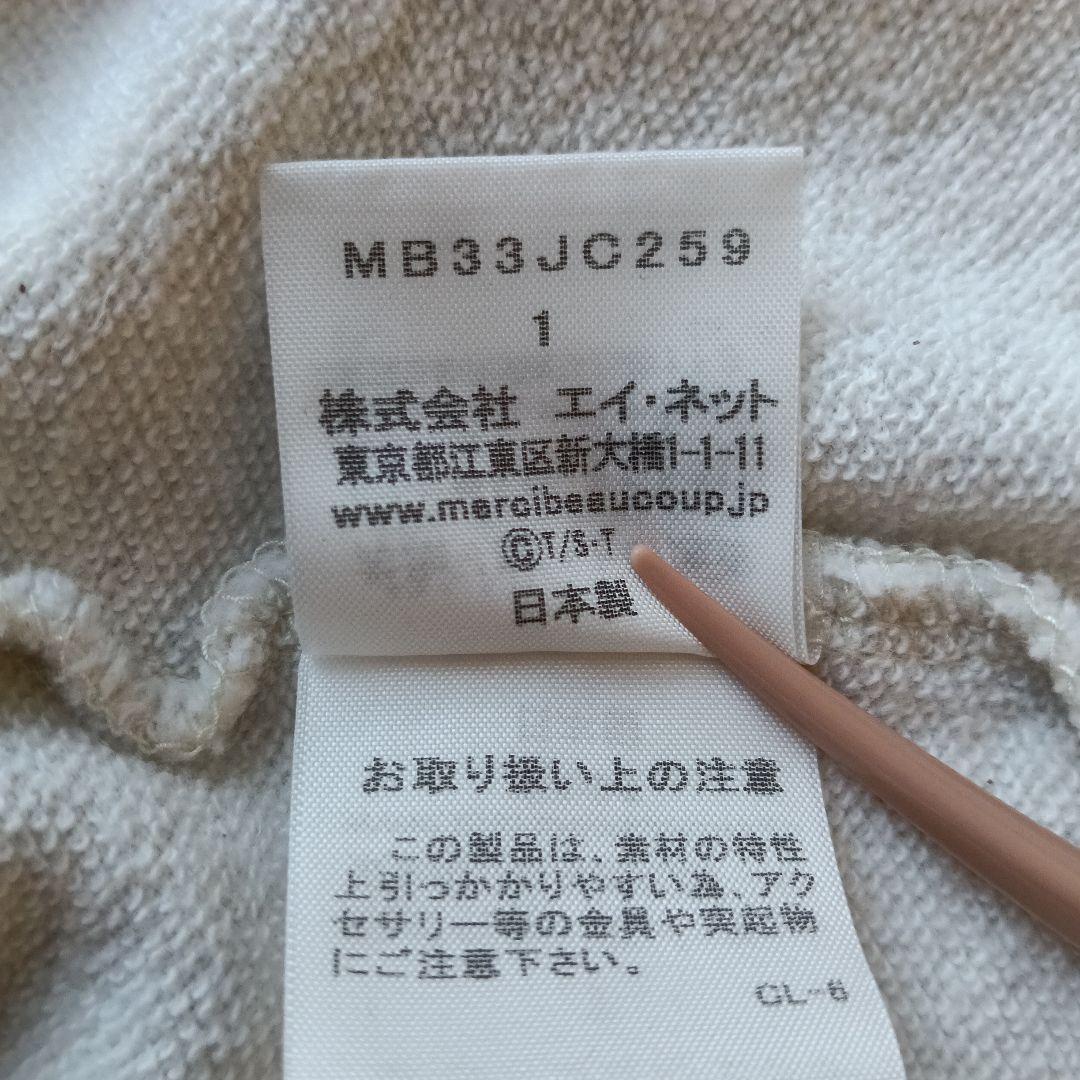 MB33JC259
1
株式会社 エイ・ネット
東京都江東区新大橋1-1-11
www.mercibeaucoup.jp
©T/S・T
日本製
お取り扱い上の注意
この製品は、素材の特性
上引っかかりやすい為、アク
セサリー等の金具や突起物
にご注意下さい。
CL-6